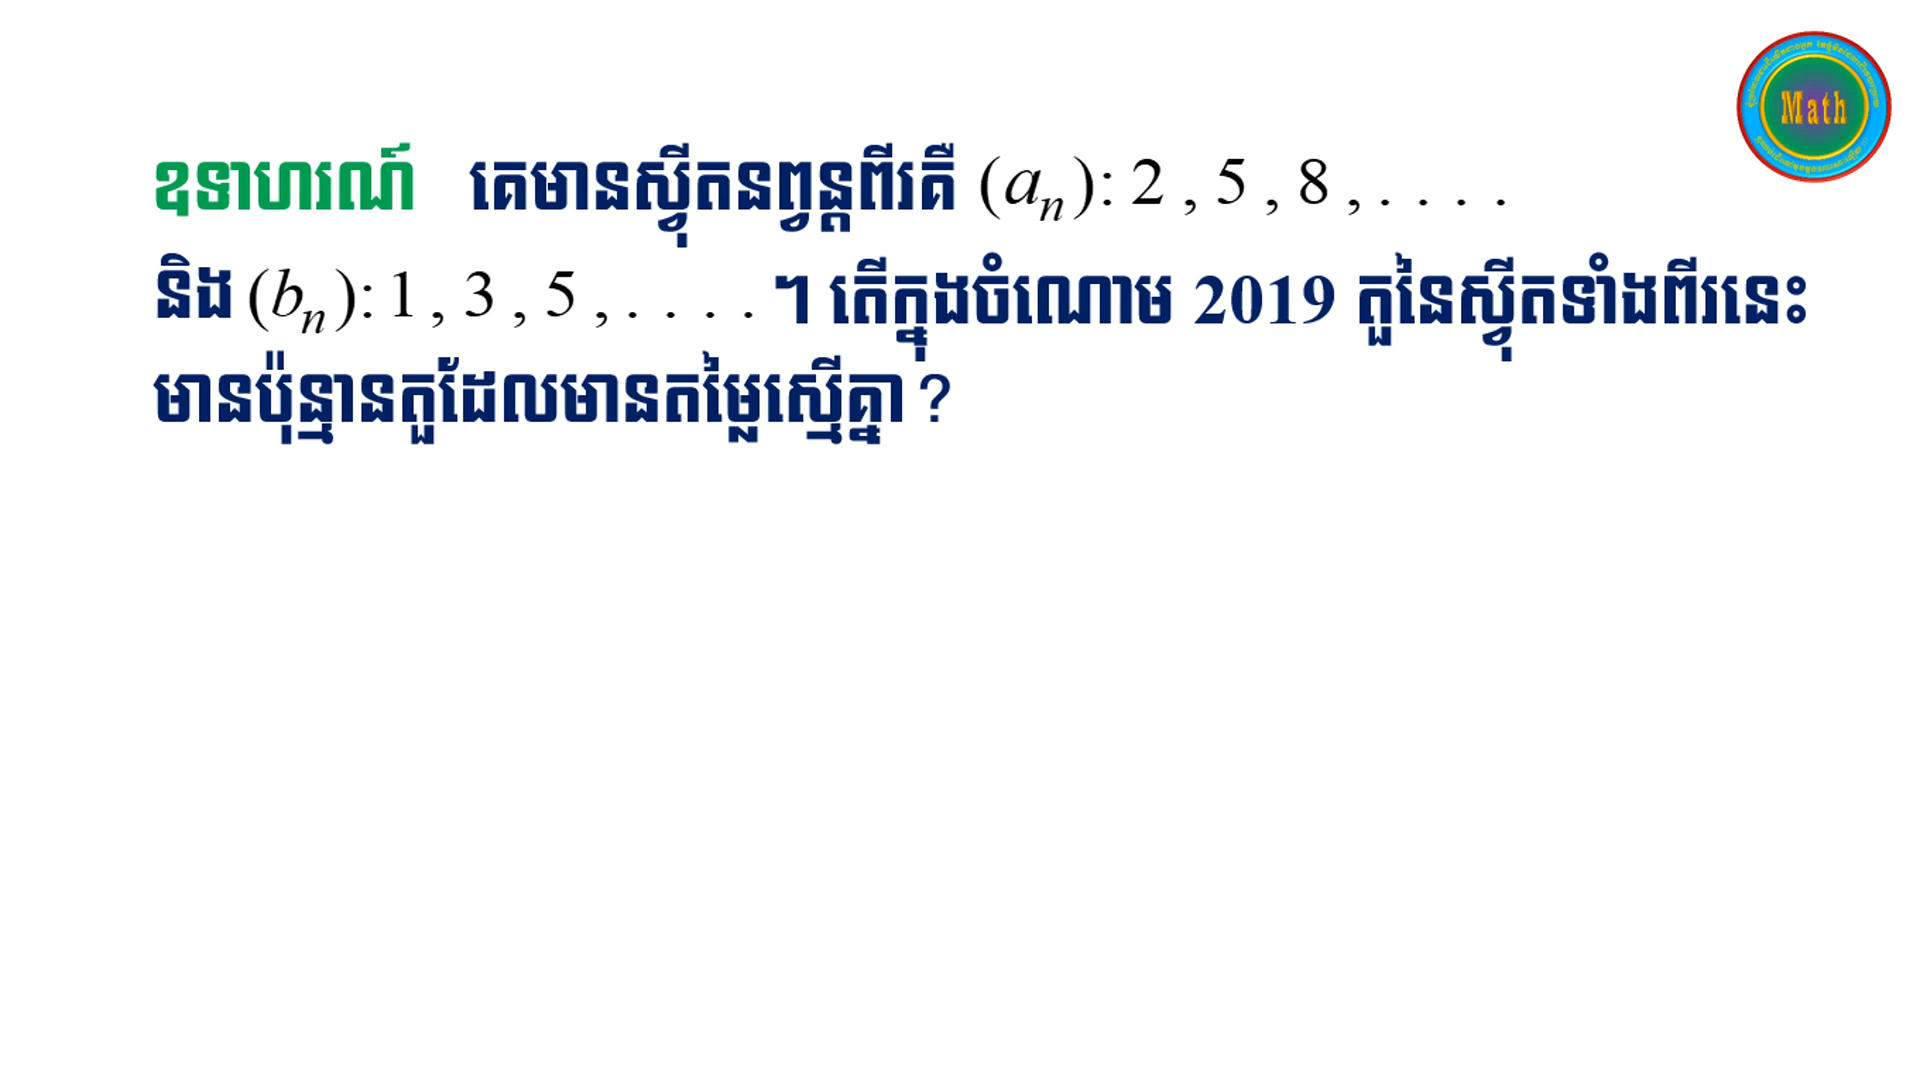 Math
ឧទាហរណ៍ គេមានស្វ៊ីតនព្វន្តពីរគឺ (aₙ): 2 , 5 , 8 , . . . .
និង (bₙ): 1 , 3 , 5 , . . . . ។ តើក្នុងចំណោម 2019 តួនៃស្វ៊ីតទាំងពីរនេះ
មានប៉ុន្មានតួដែលមានតម្លៃស្មើគ្នា ?